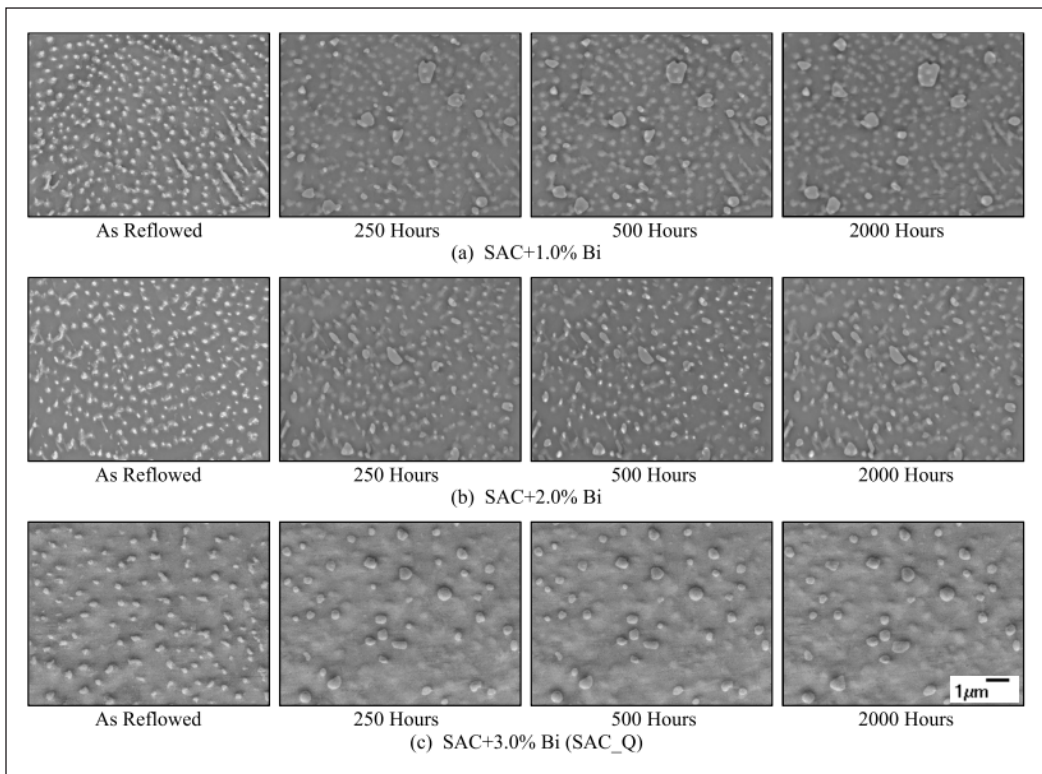 As Reflowed 250 Hours 500 Hours 2000 Hours
(a) SAC+1.0% Bi
As Reflowed 250 Hours 500 Hours 2000 Hours
(b) SAC+2.0% Bi
1μm
As Reflowed 250 Hours 500 Hours 2000 Hours
(c) SAC+3.0% Bi (SAC_Q)